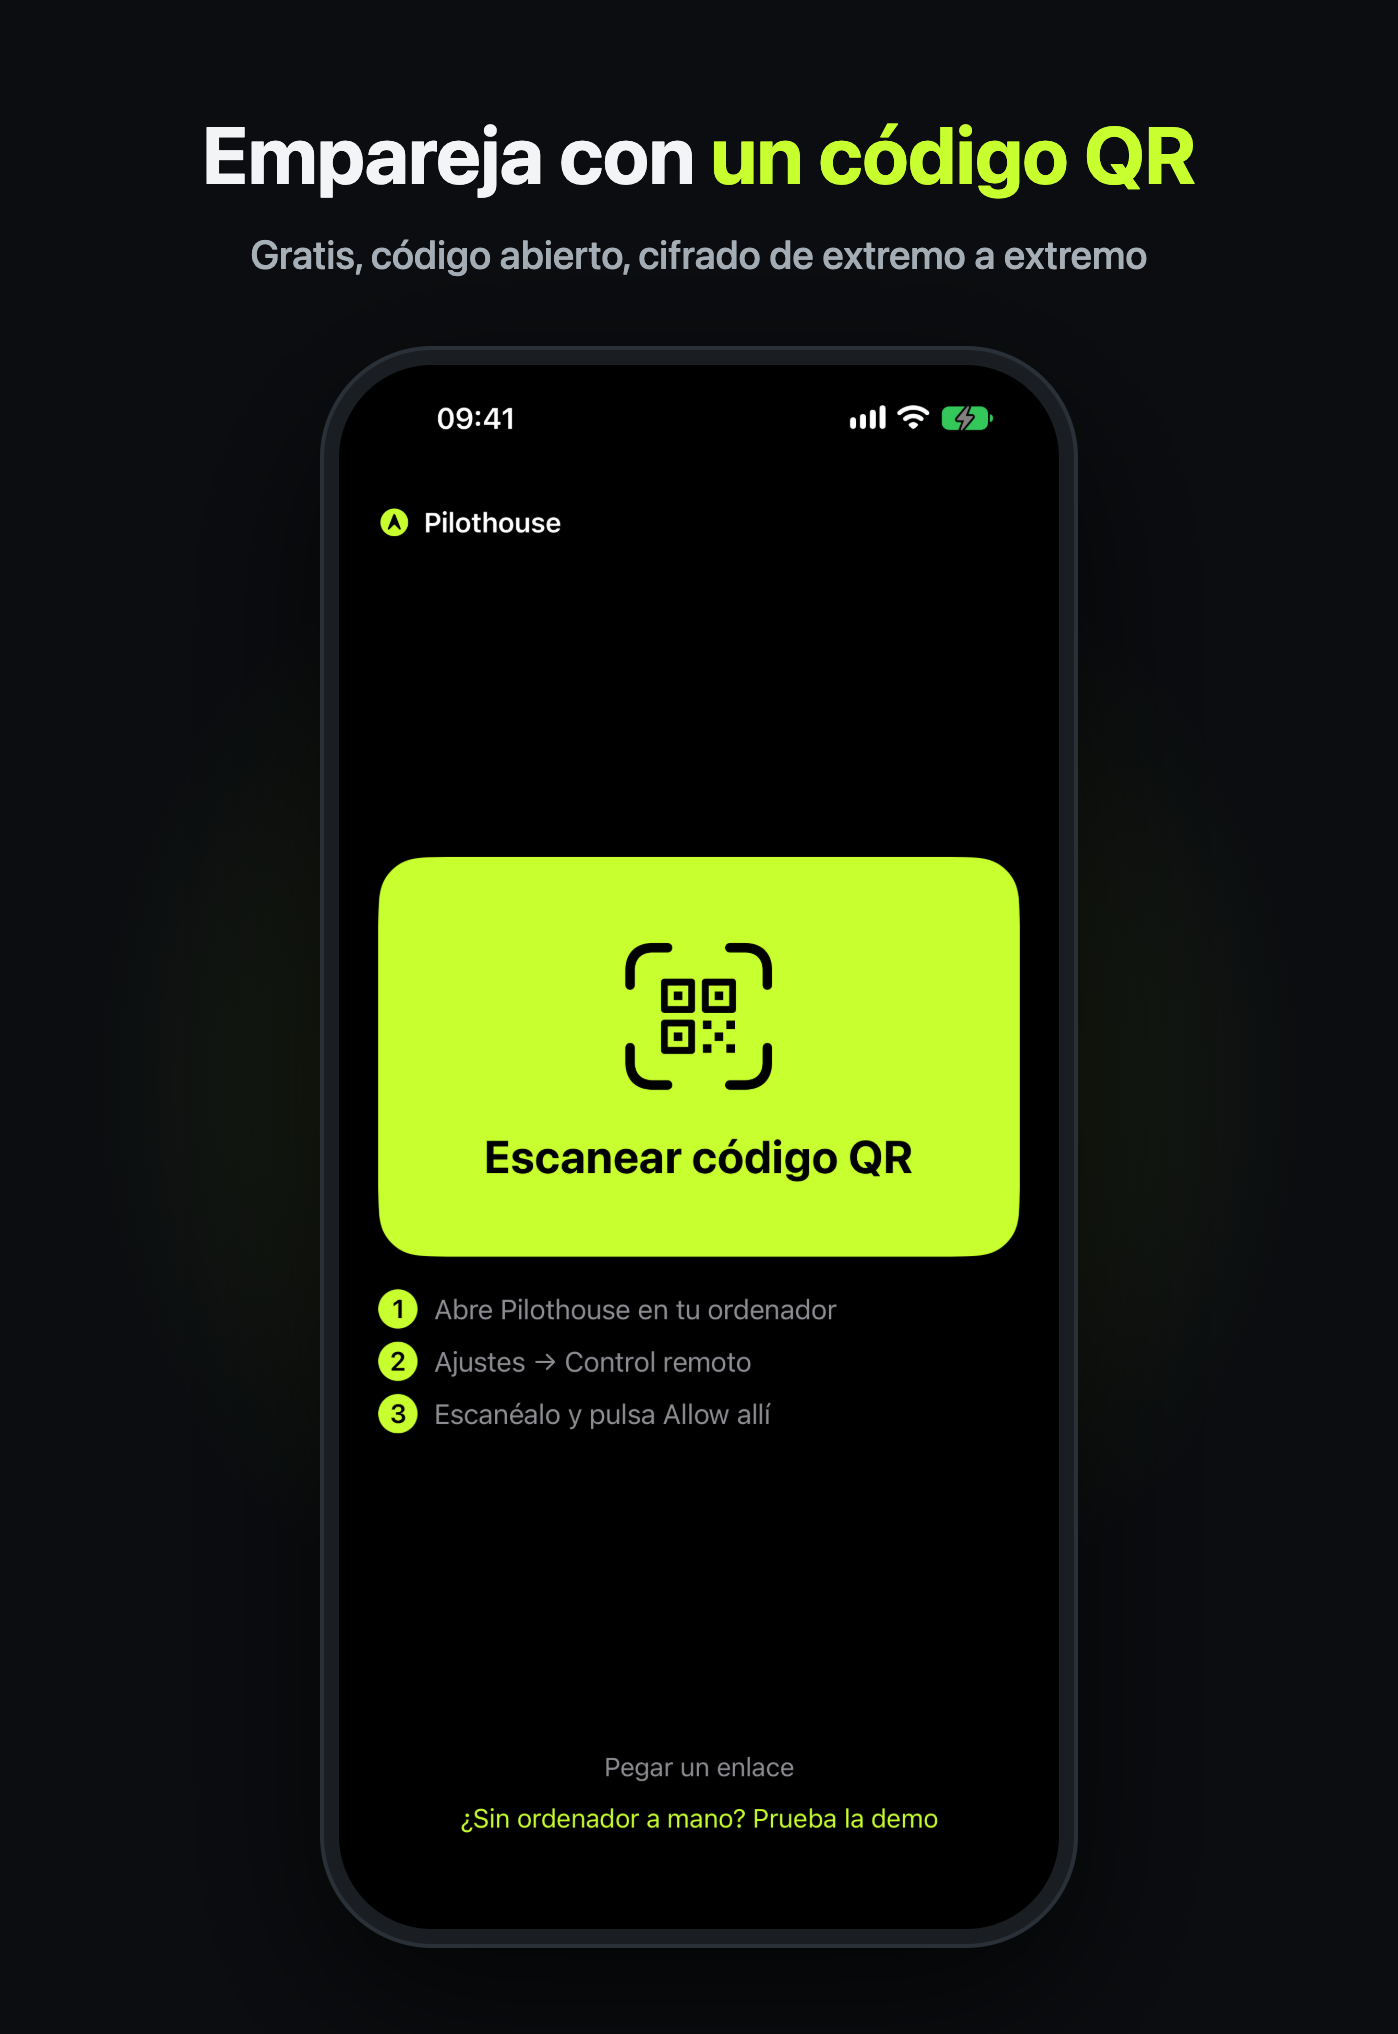 Empareja con un código QR
Gratis, código abierto, cifrado de extremo a extremo
09:41
Pilothouse
Escanear código QR
1 Abre Pilothouse en tu ordenador
2 Ajustes → Control remoto
3 Escanéalo y pulsa Allow allí
Pegar un enlace
¿Sin ordenador a mano? Prueba la demo